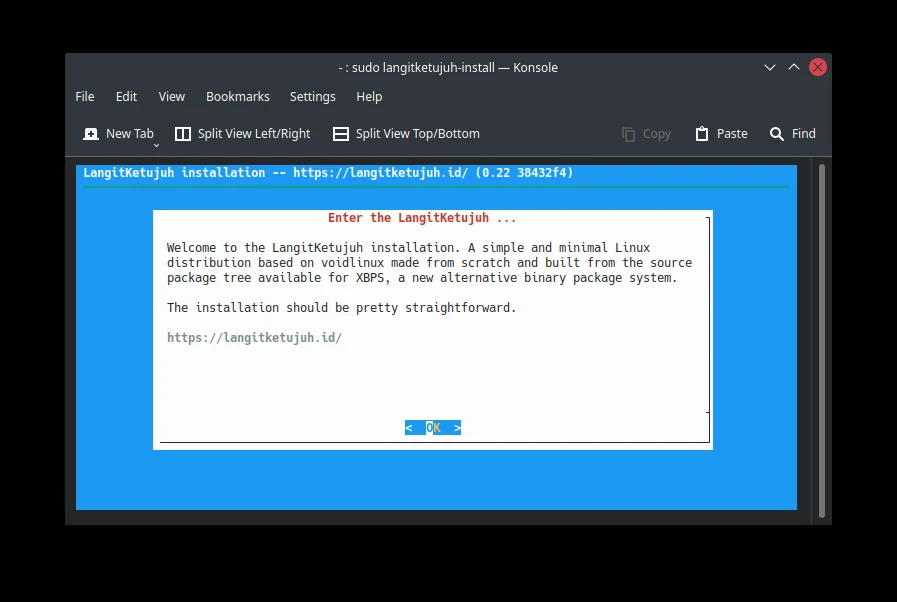 - : sudo langitketujuh-install — Konsole
File Edit View Bookmarks Settings Help
New Tab Split View Left/Right Split View Top/Bottom Copy Paste Find
LangitKetujuh installation -- https://langitketujuh.id/ (0.22 38432f4)
Enter the LangitKetujuh ...
Welcome to the LangitKetujuh installation. A simple and minimal Linux
distribution based on voidlinux made from scratch and built from the source
package tree available for XBPS, a new alternative binary package system.
The installation should be pretty straightforward.
https://langitketujuh.id/
< OK >